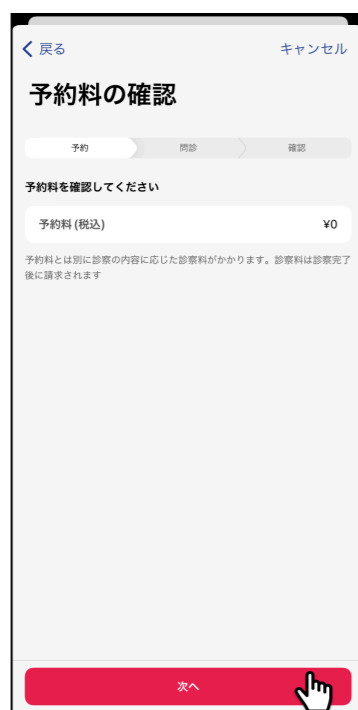 戻る
キャンセル
予約料の確認
予約
問診
確認
予約料を確認してください
予約料 (税込)
¥0
予約料とは別に診察の内容に応じた診察料がかかります。診察料は診察完了
後に請求されます
次へ